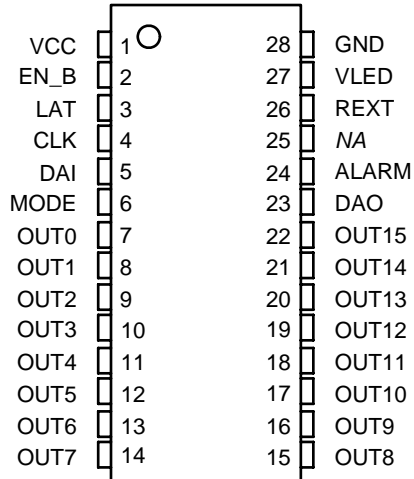 VCC 1 28 GND
EN_B 2 27 VLED
LAT 3 26 REXT
CLK 4 25 NA
DAI 5 24 ALARM
MODE 6 23 DAO
OUT0 7 22 OUT15
OUT1 8 21 OUT14
OUT2 9 20 OUT13
OUT3 10 19 OUT12
OUT4 11 18 OUT11
OUT5 12 17 OUT10
OUT6 13 16 OUT9
OUT7 14 15 OUT8